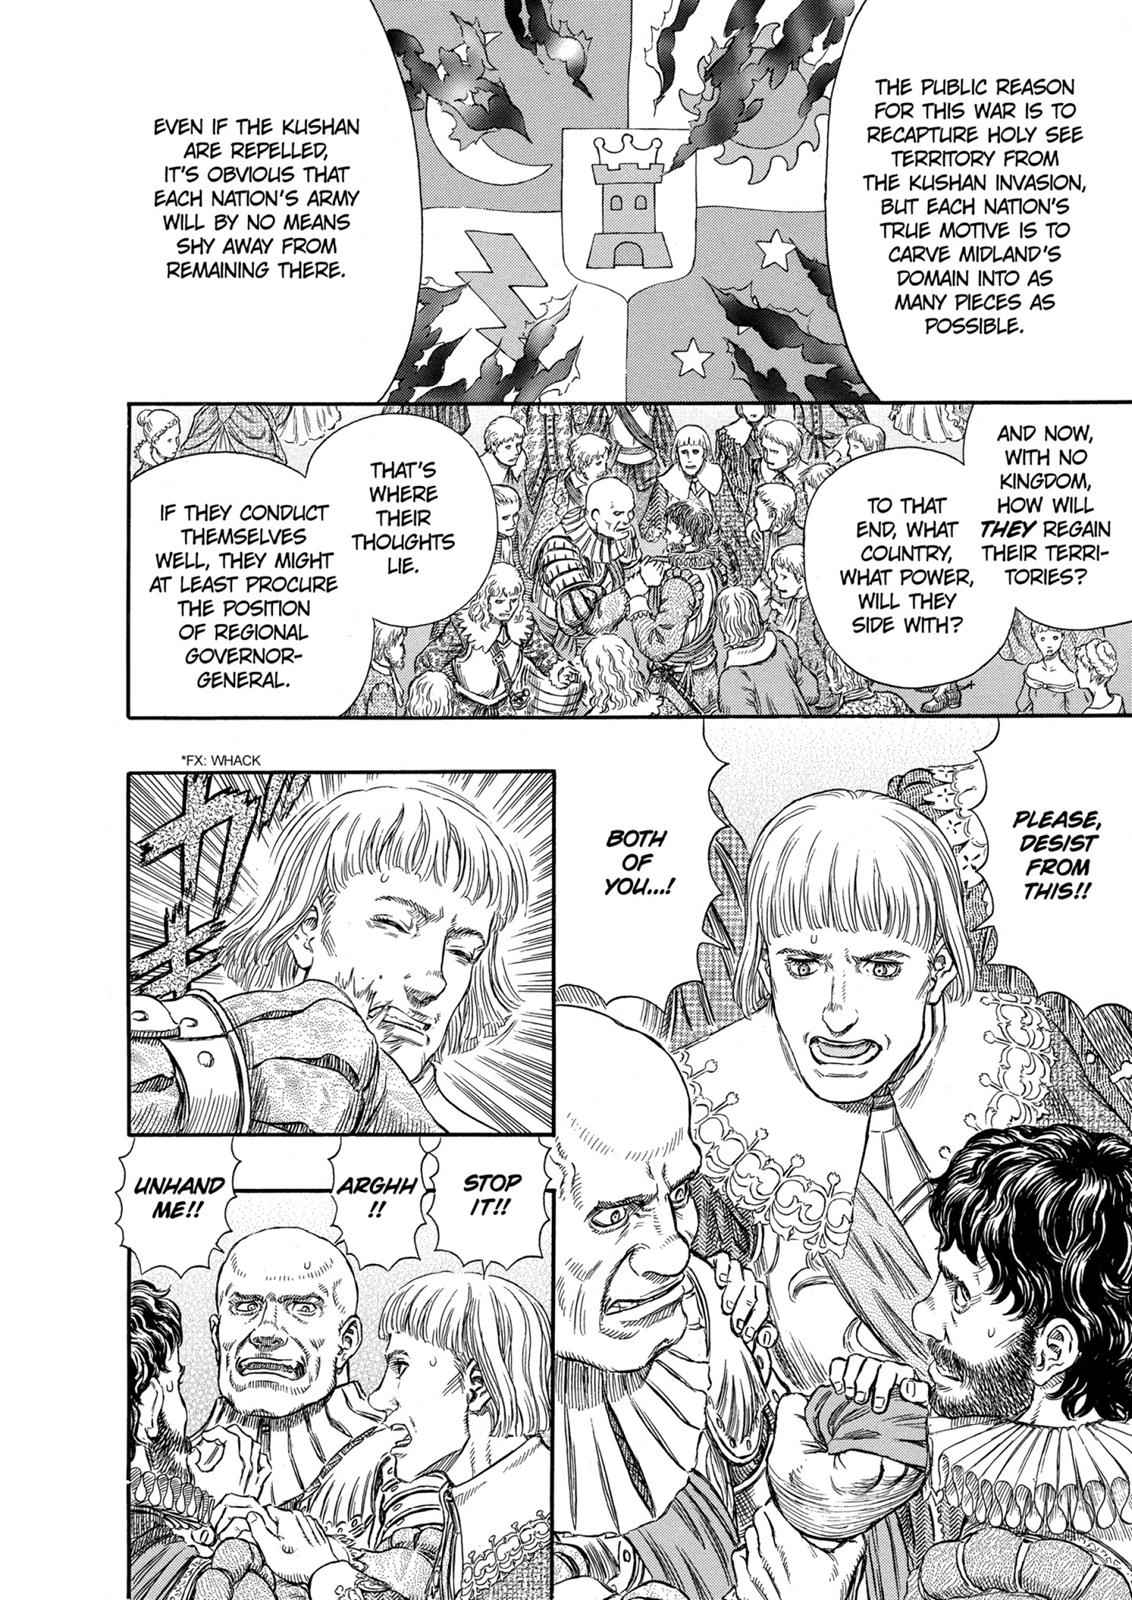 THE PUBLIC REASON
FOR THIS WAR IS TO
RECAPTURE HOLY SEE
TERRITORY FROM
THE KUSHAN INVASION,
BUT EACH NATION'S
TRUE MOTIVE IS TO
CARVE MIDLAND'S
DOMAIN INTO AS
MANY PIECES AS
POSSIBLE.
EVEN IF THE KUSHAN
ARE REPELLED,
IT'S OBVIOUS THAT
EACH NATION'S ARMY
WILL BY NO MEANS
SHY AWAY FROM
REMAINING THERE.
AND NOW,
WITH NO
KINGDOM,
HOW WILL
THEY REGAIN
THEIR TERRI-
TORIES?
TO THAT
END, WHAT
COUNTRY,
WHAT POWER,
WILL THEY
SIDE WITH?
THAT'S
WHERE
THEIR
THOUGHTS
LIE.
IF THEY CONDUCT
THEMSELVES
WELL, THEY MIGHT
AT LEAST PROCURE
THE POSITION
OF REGIONAL
GOVERNOR-
GENERAL.
PLEASE,
DESIST
FROM
THIS!!
BOTH
OF
YOU...!
*FX: WHACK
ガキ
STOP
IT!!
ARGHH
!!
UNHAND
ME!!